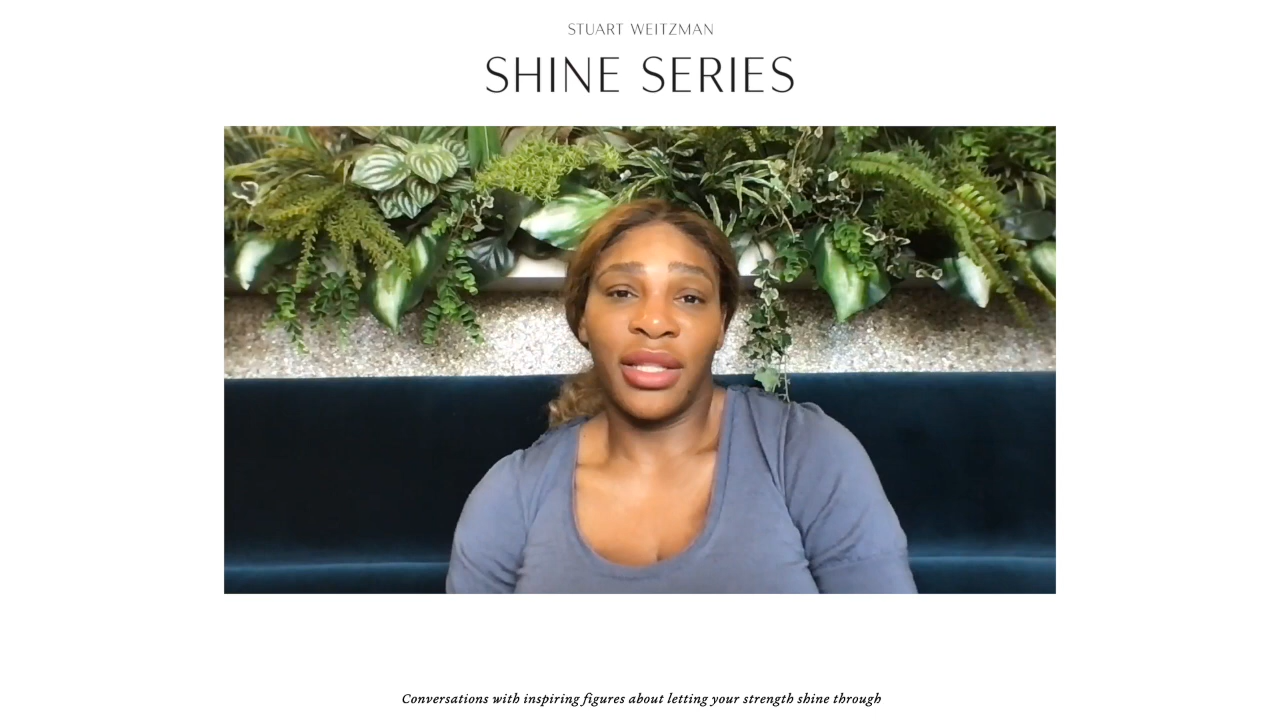 STUART WEITZMAN
SHINE SERIES
Conversations with inspiring figures about letting your strength shine through